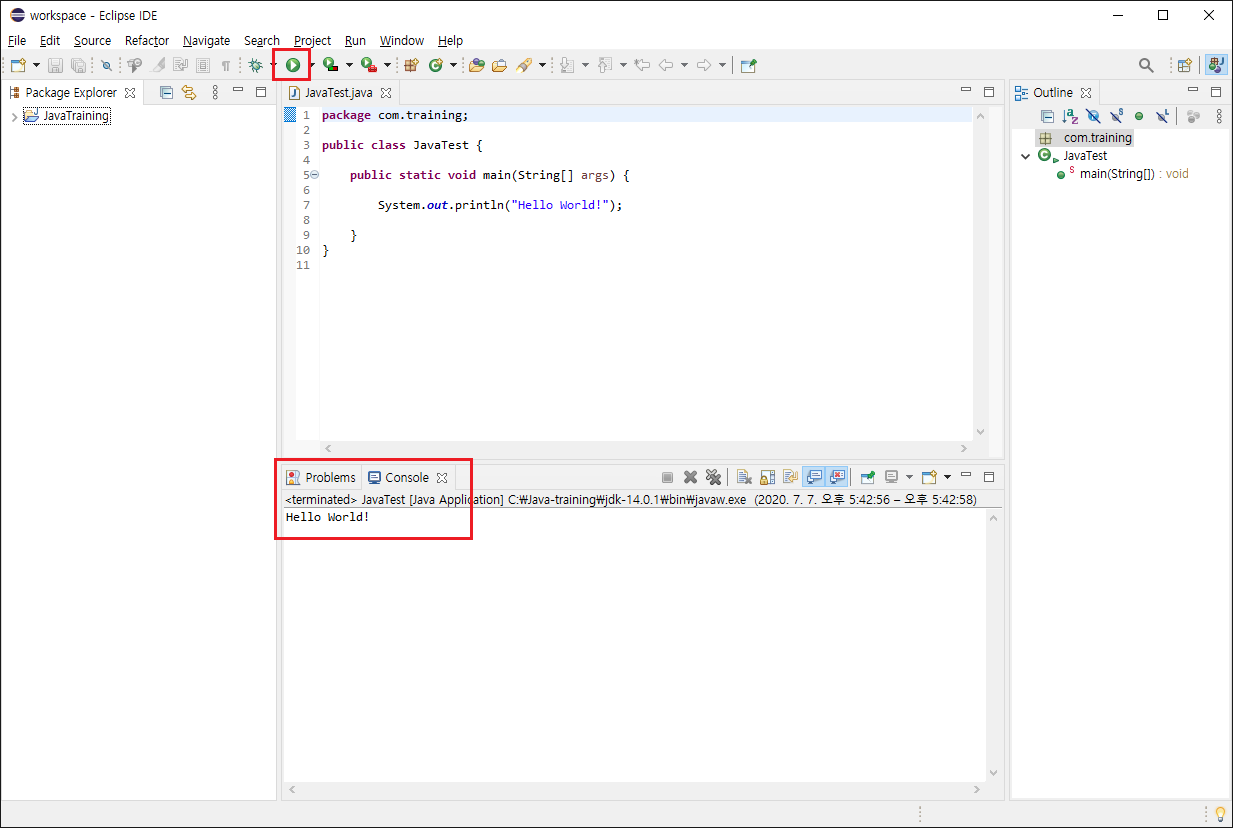 workspace - Eclipse IDE
File Edit Source Refactor Navigate Search Project Run Window Help
Package Explorer
JavaTraining
JavaTest.java
1 package com.training;
2
3 public class JavaTest {
4
5 public static void main(String[] args) {
6
7 System.out.println("Hello World!");
8
9 }
10 }
11
Outline
com.training
JavaTest
main(String[]) : void
Problems Console
<terminated> JavaTest [Java Application] C:₩Java-training₩jdk-14.0.1₩bin₩javaw.exe (2020. 7. 7. 오후 5:42:56 – 오후 5:42:58)
Hello World!